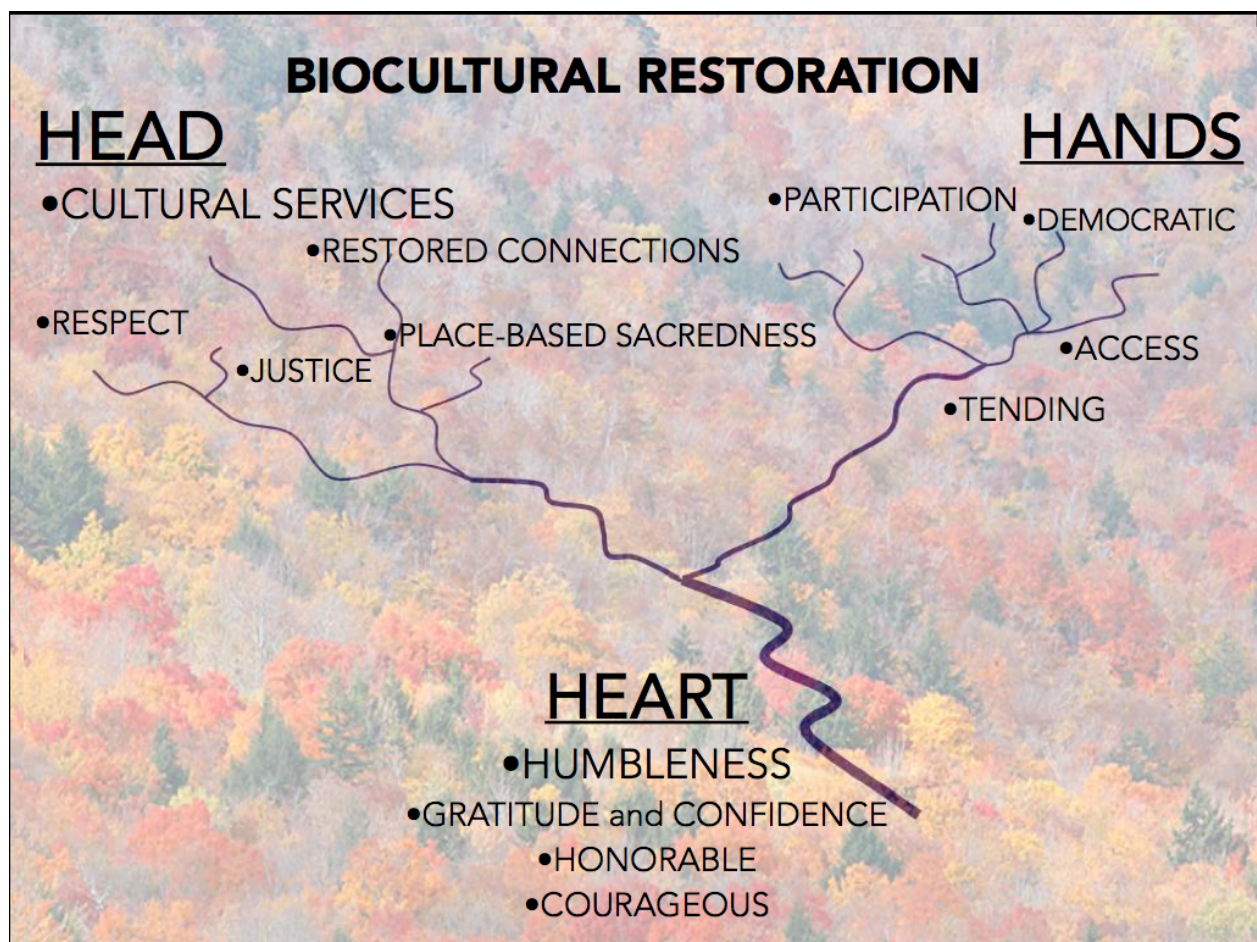 BIOCULTURAL RESTORATION
HEAD
•CULTURAL SERVICES
•RESTORED CONNECTIONS
•RESPECT
•PLACE-BASED SACREDNESS
•JUSTICE
HANDS
•PARTICIPATION
•DEMOCRATIC
•ACCESS
•TENDING
HEART
•HUMBLENESS
•GRATITUDE and CONFIDENCE
•HONORABLE
•COURAGEOUS